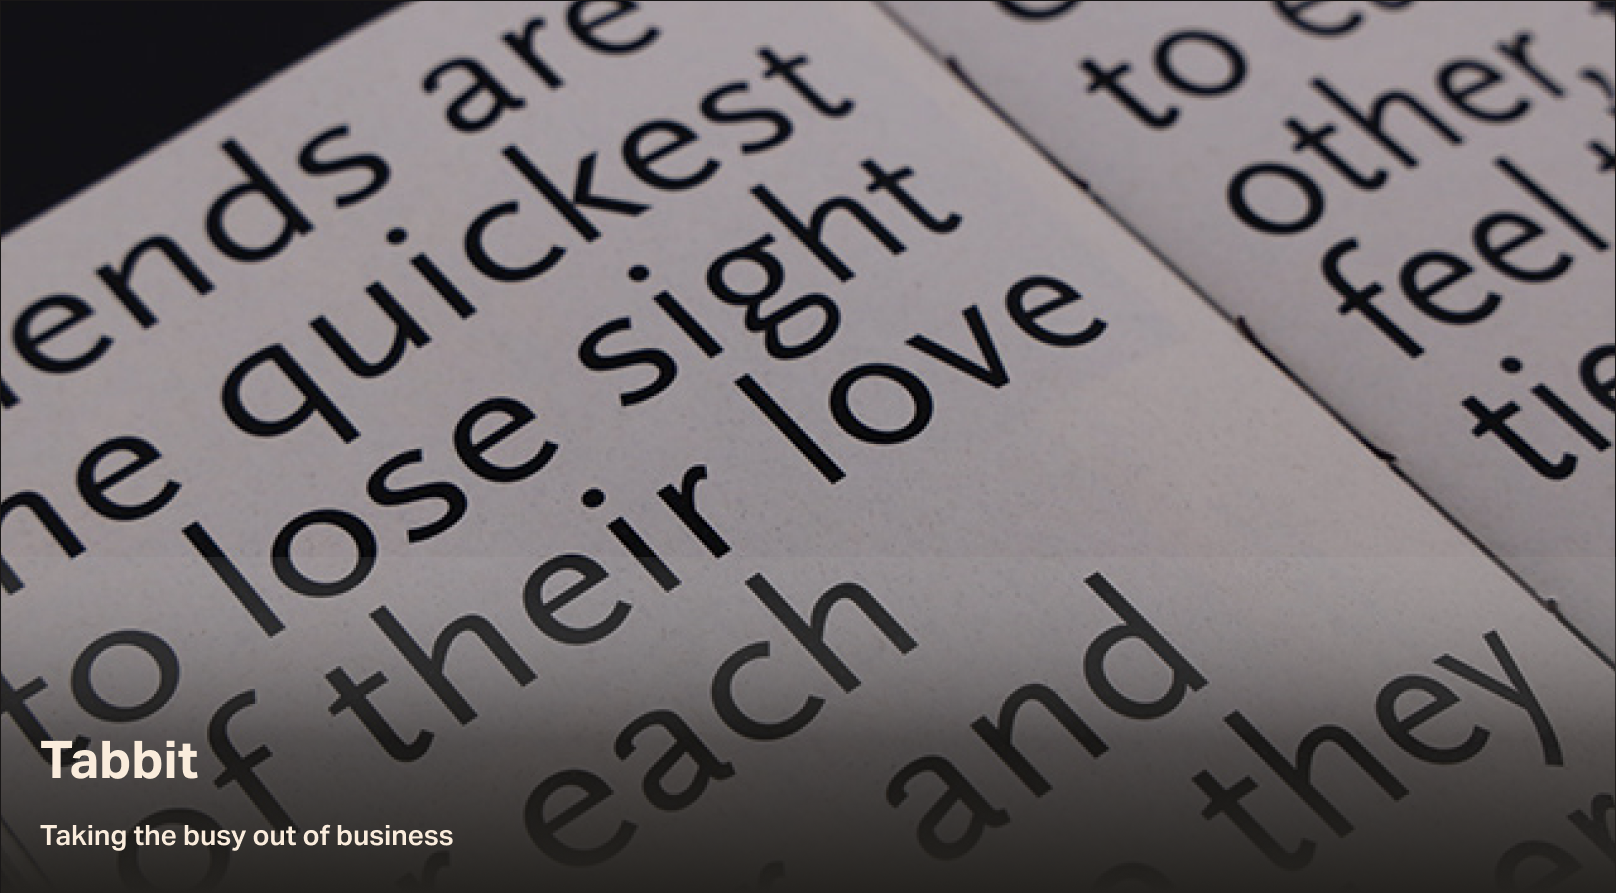 ends are
he quickest
to lose sight
of their love
each
and
they
to
other,
feel
Tabbit
Taking the busy out of business